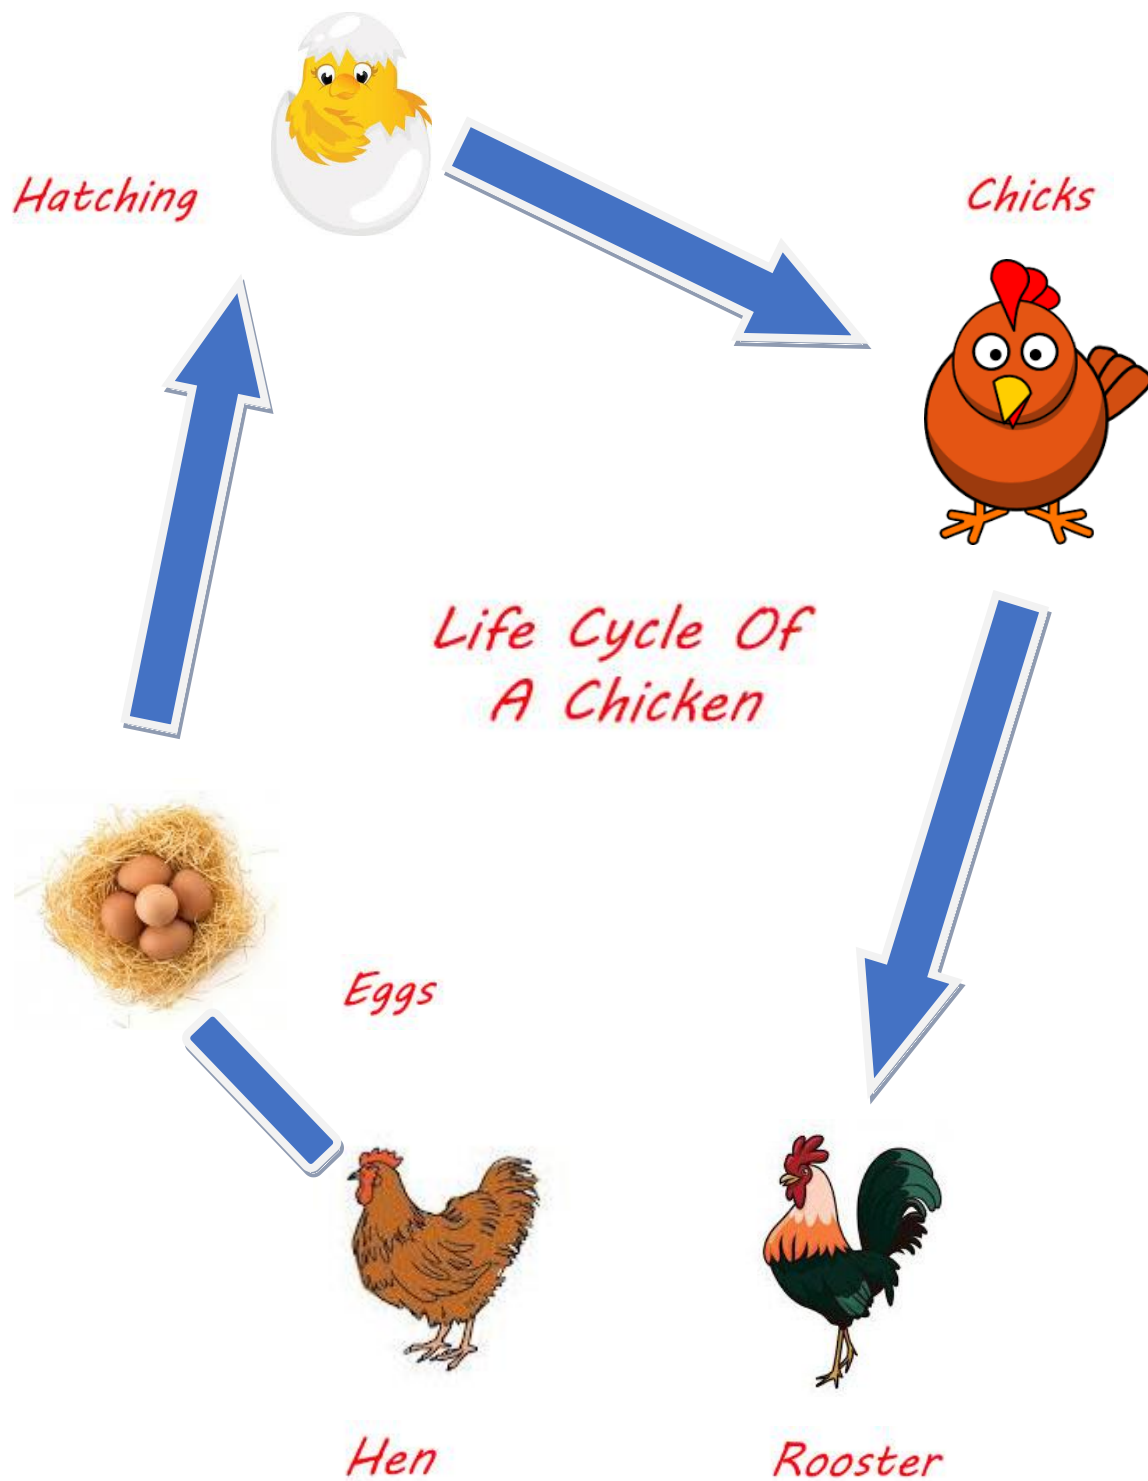 Hatching
Chicks
Life Cycle Of
A Chicken
Eggs
Hen
Rooster